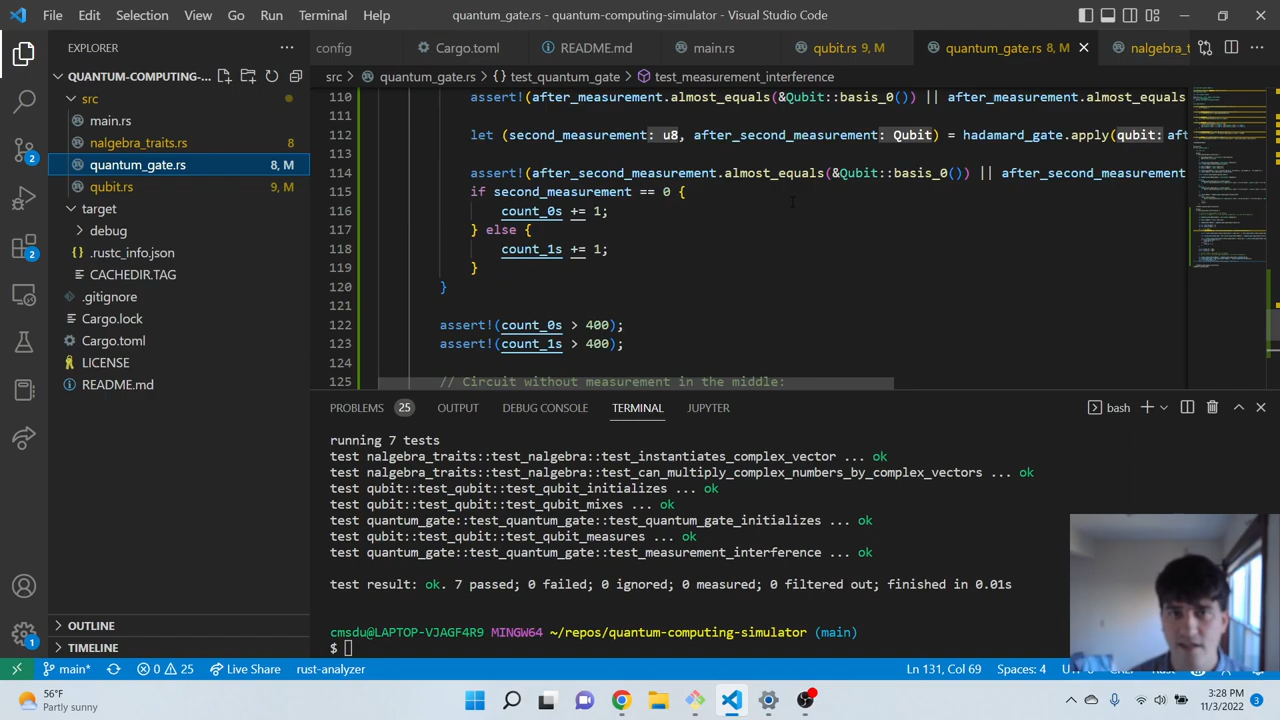 File Edit Selection View Go Run Terminal Help quantum_gate.rs - quantum-computing-simulator - Visual Studio Code
EXPLORER
config Cargo.toml README.md main.rs qubit.rs 9, M quantum_gate.rs 8, M nalgebra_t
QUANTUM-COMPUTING-...
src > quantum_gate.rs > {} test_quantum_gate > test_measurement_interference
src
main.rs
nalgebra_traits.rs 8
quantum_gate.rs 8, M
qubit.rs 9, M
target
debug
.rustc_info.json
CACHEDIR.TAG
.gitignore
Cargo.lock
Cargo.toml
LICENSE
README.md
OUTLINE
TIMELINE
110 assert!(after_measurement.almost_equals(&Qubit::basis_0()) || after_measurement.almost_equals
111
112 let : u8, after_second_measurement: Qubit) = hadamard_gate.apply(qubit: aft
113
after_second_measurement.almost_equals(&Qubit::basis_0()) || after_second_measurement
115 if second_measurement == 0 {
116 count_0s += 1;
117 } else {
118 count_1s += 1;
119 }
120 }
121
122 assert!(count_0s > 400);
123 assert!(count_1s > 400);
124
125 // Circuit without measurement in the middle:
PROBLEMS 25 OUTPUT DEBUG CONSOLE TERMINAL JUPYTER bash
running 7 tests
test nalgebra_traits::test_nalgebra::test_instantiates_complex_vector ... ok
test nalgebra_traits::test_nalgebra::test_can_multiply_complex_numbers_by_complex_vectors ... ok
test qubit::test_qubit::test_qubit_initializes ... ok
test qubit::test_qubit::test_qubit_mixes ... ok
test quantum_gate::test_quantum_gate::test_quantum_gate_initializes ... ok
test qubit::test_qubit::test_qubit_measures ... ok
test quantum_gate::test_quantum_gate::test_measurement_interference ... ok
test result: ok. 7 passed; 0 failed; 0 ignored; 0 measured; 0 filtered out; finished in 0.01s
cmsdu@LAPTOP-VJAGF4R9 MINGW64 ~/repos/quantum-computing-simulator (main)
$
2
2
1
main* 0 25 Live Share rust-analyzer Ln 131, Col 69 Spaces: 4
56°F
Partly sunny
3:28 PM
11/3/2022 3